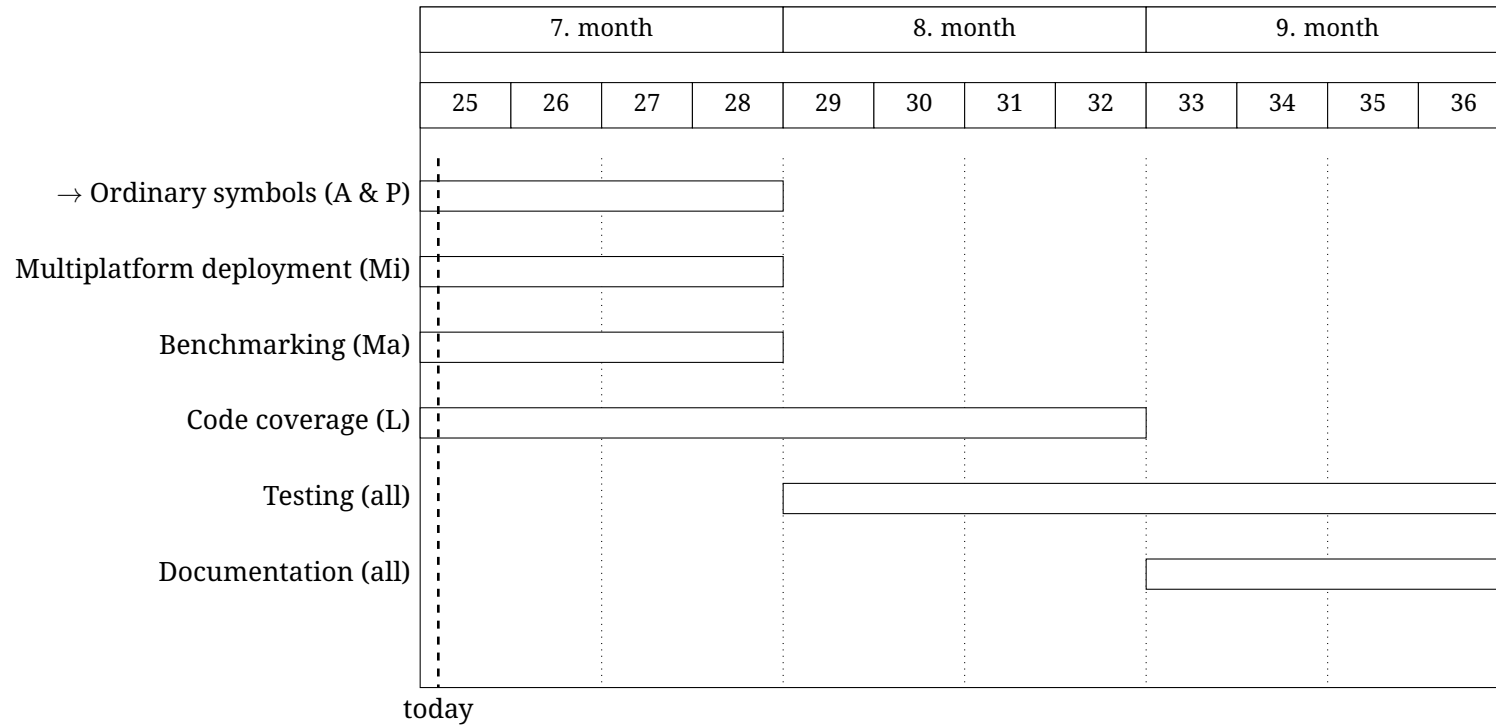 7. month 8. month 9. month
25 26 27 28 29 30 31 32 33 34 35 36
→ Ordinary symbols (A & P)
Multiplatform deployment (Mi)
Benchmarking (Ma)
Code coverage (L)
Testing (all)
Documentation (all)
today